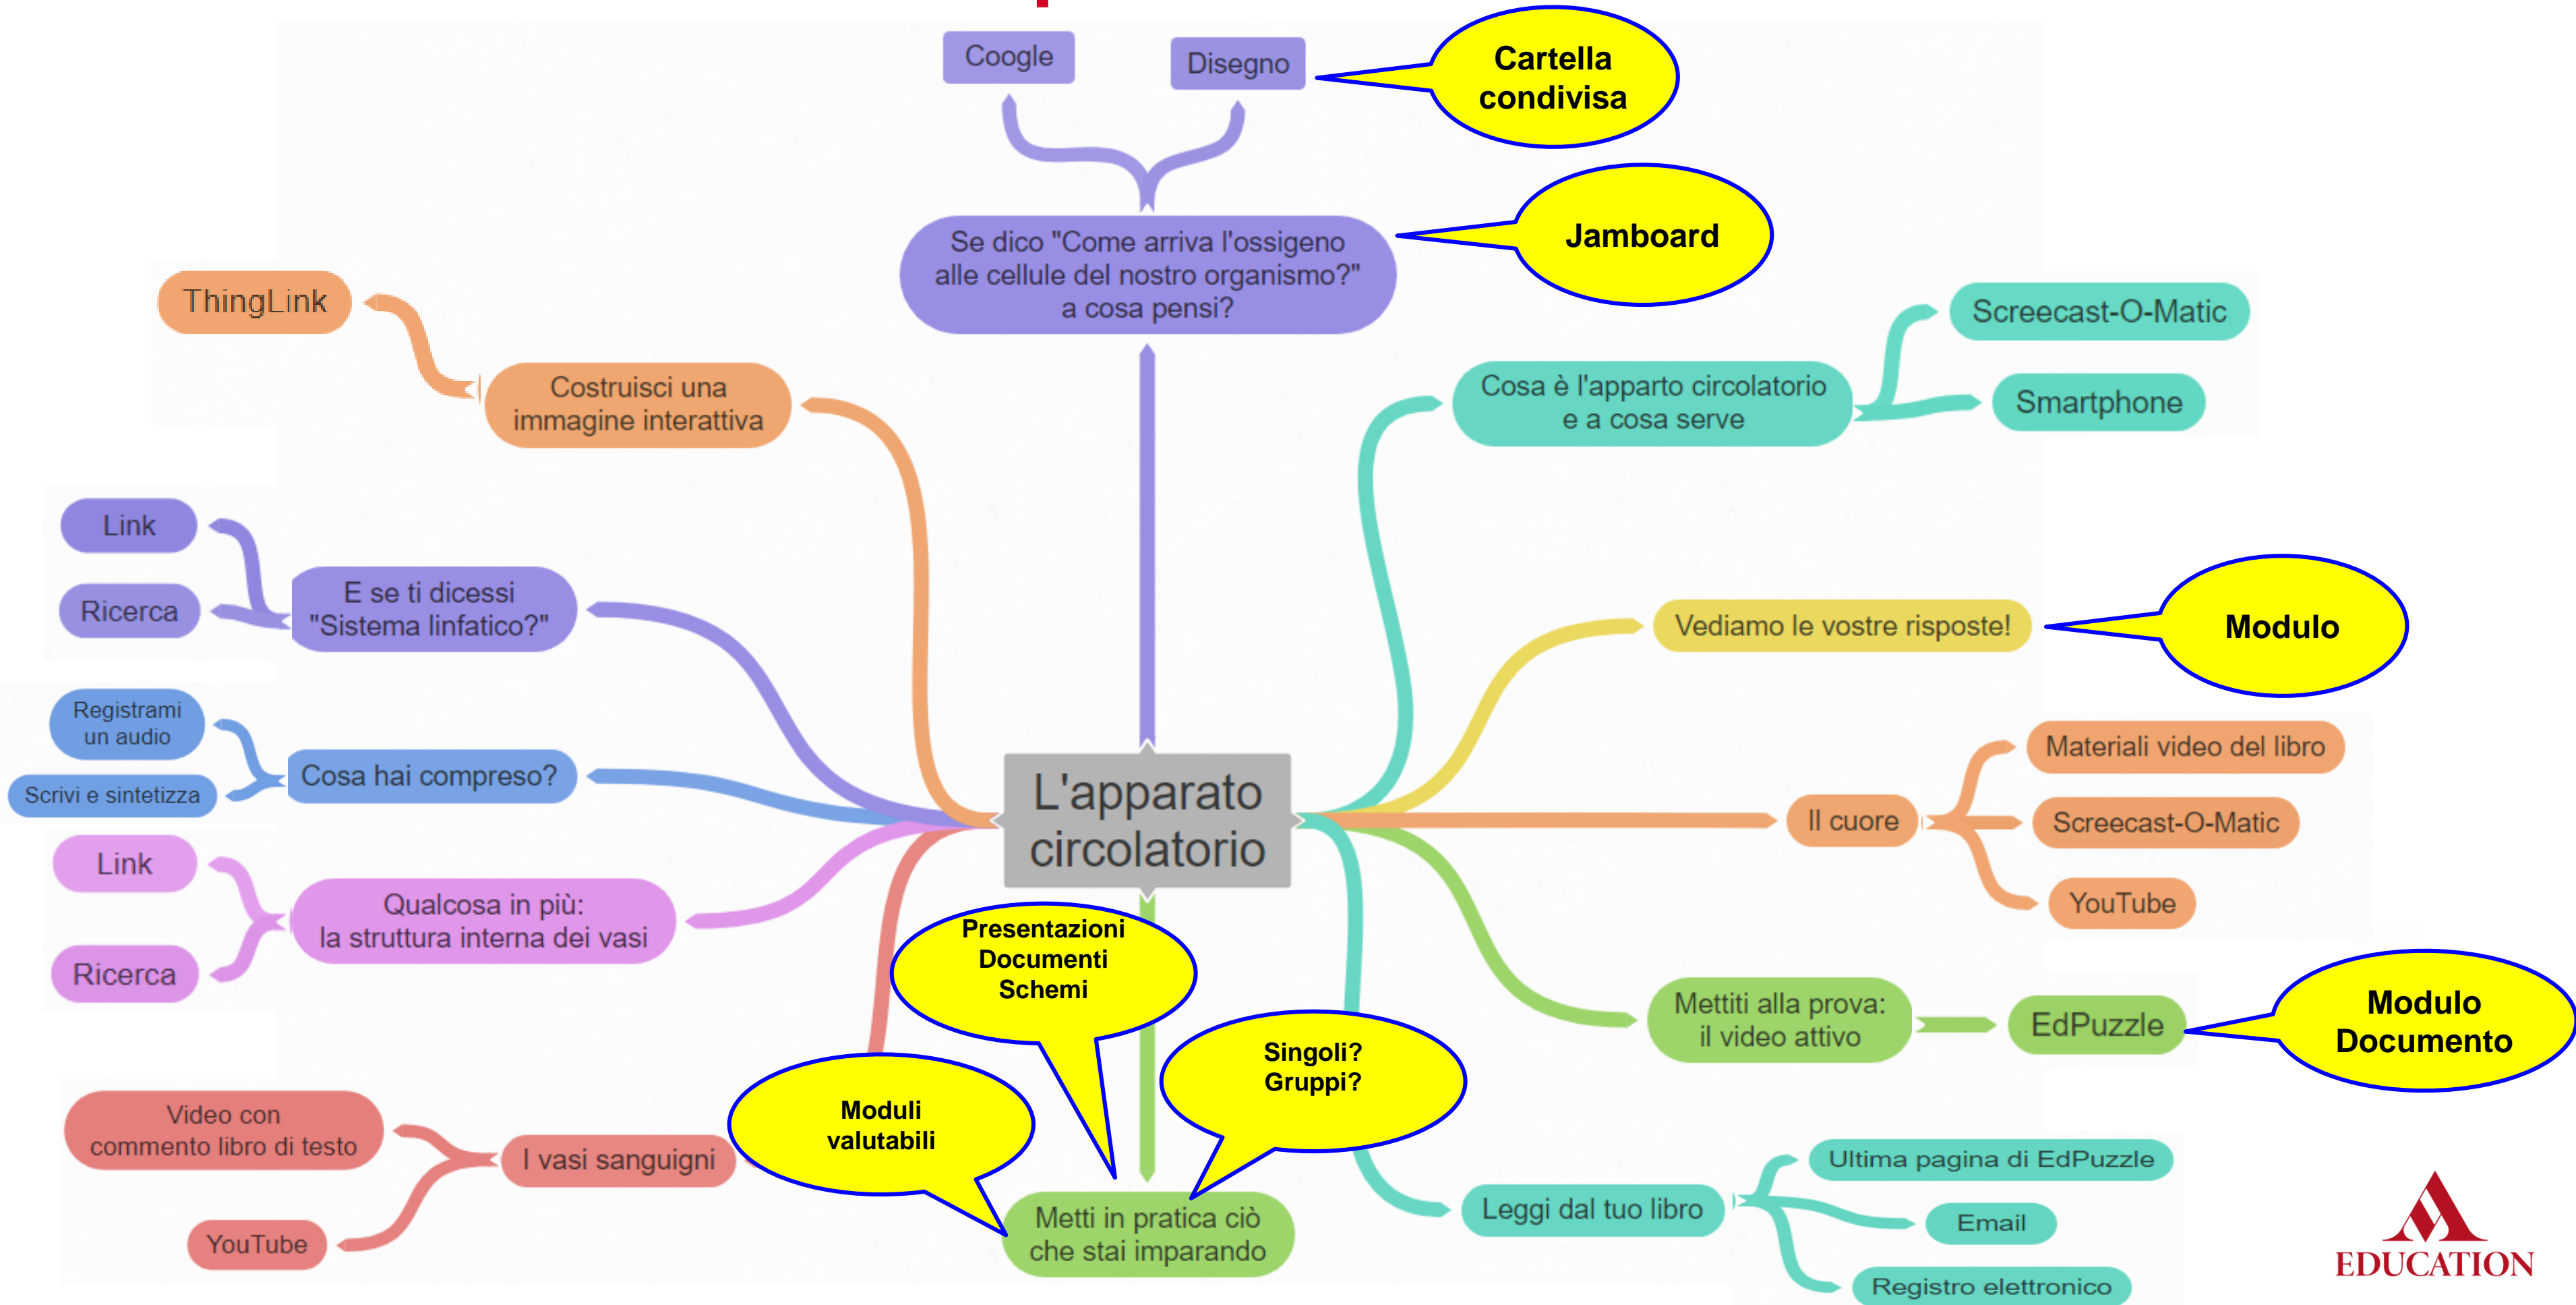 Coogle
Disegno
Cartella
condivisa
Se dico "Come arriva l'ossigeno
alle cellule del nostro organismo?"
a cosa pensi?
Jamboard
ThingLink
Costruisci una
immagine interattiva
Cosa è l'apparto circolatorio
e a cosa serve
Screecast-O-Matic
Smartphone
Link
Ricerca
E se ti dicessi
"Sistema linfatico?"
Vediamo le vostre risposte!
Modulo
Registrami
un audio
Scrivi e sintetizza
Cosa hai compreso?
L'apparato
circolatorio
Il cuore
Materiali video del libro
Screecast-O-Matic
YouTube
Link
Ricerca
Qualcosa in più:
la struttura interna dei vasi
Presentazioni
Documenti
Schemi
Mettiti alla prova:
il video attivo
EdPuzzle
Modulo
Documento
Singoli?
Gruppi?
Moduli
valutabili
Video con
commento libro di testo
YouTube
I vasi sanguigni
Metti in pratica ciò
che stai imparando
Leggi dal tuo libro
Ultima pagina di EdPuzzle
Email
Registro elettronico
EDUCATION